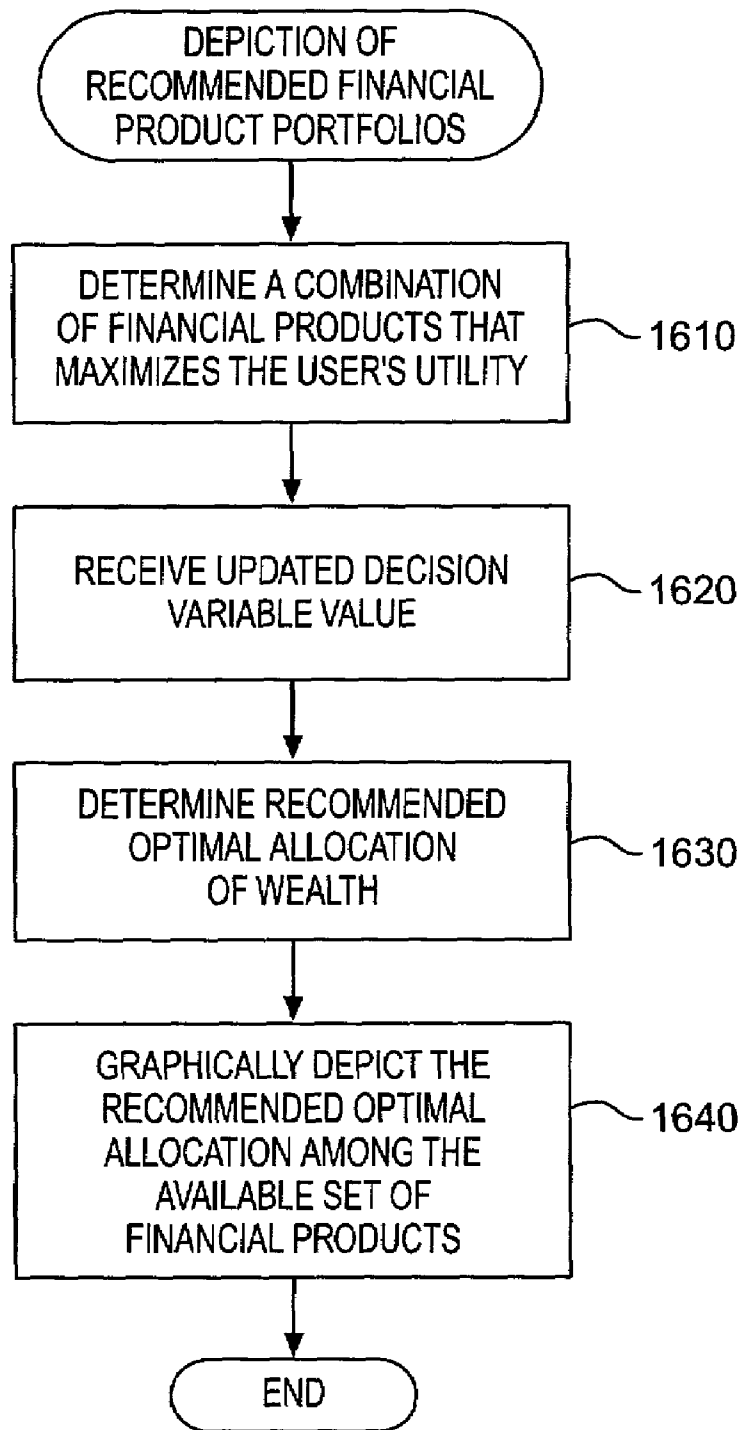 DEPICTION OF
RECOMMENDED FINANCIAL
PRODUCT PORTFOLIOS
DETERMINE A COMBINATION
OF FINANCIAL PRODUCTS THAT
MAXIMIZES THE USER'S UTILITY
1610
RECEIVE UPDATED DECISION
VARIABLE VALUE
1620
DETERMINE RECOMMENDED
OPTIMAL ALLOCATION
OF WEALTH
1630
GRAPHICALLY DEPICT THE
RECOMMENDED OPTIMAL
ALLOCATION AMONG THE
AVAILABLE SET OF
FINANCIAL PRODUCTS
1640
END